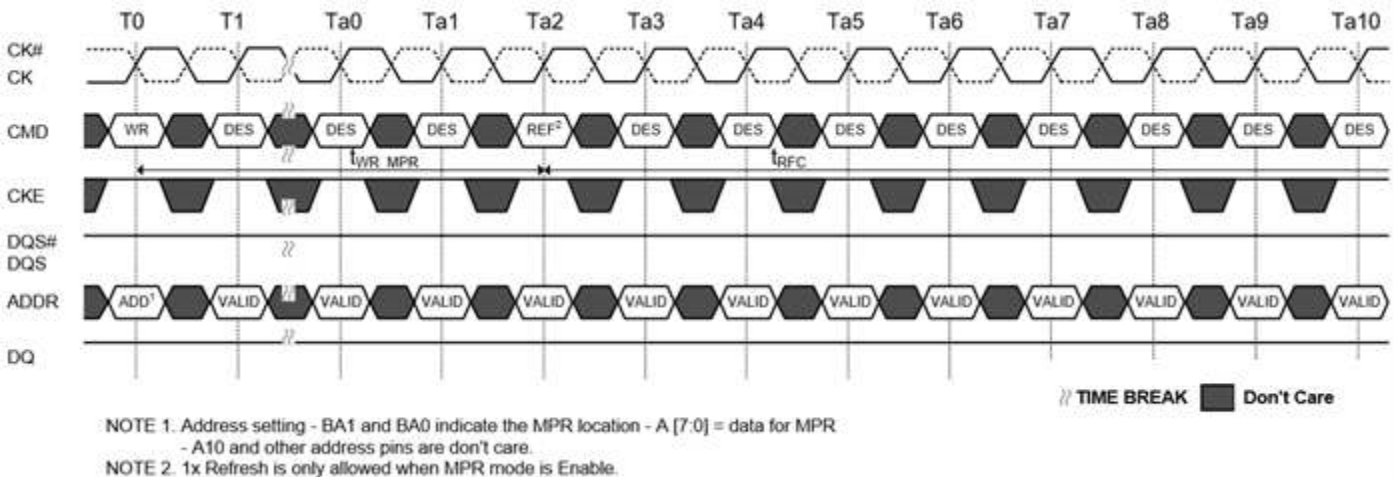 T0 T1 Ta0 Ta1 Ta2 Ta3 Ta4 Ta5 Ta6 Ta7 Ta8 Ta9 Ta10
CK#
CK
CMD WR DES DES DES REF² DES DES DES DES DES DES DES DES
tWR_MPR tRFC
CKE
DQS#
DQS
ADDR ADD¹ VALID VALID VALID VALID VALID VALID VALID VALID VALID VALID VALID VALID
DQ
TIME BREAK Don't Care
NOTE 1. Address setting - BA1 and BA0 indicate the MPR location - A [7:0] = data for MPR
- A10 and other address pins are don't care.
NOTE 2. 1x Refresh is only allowed when MPR mode is Enable.